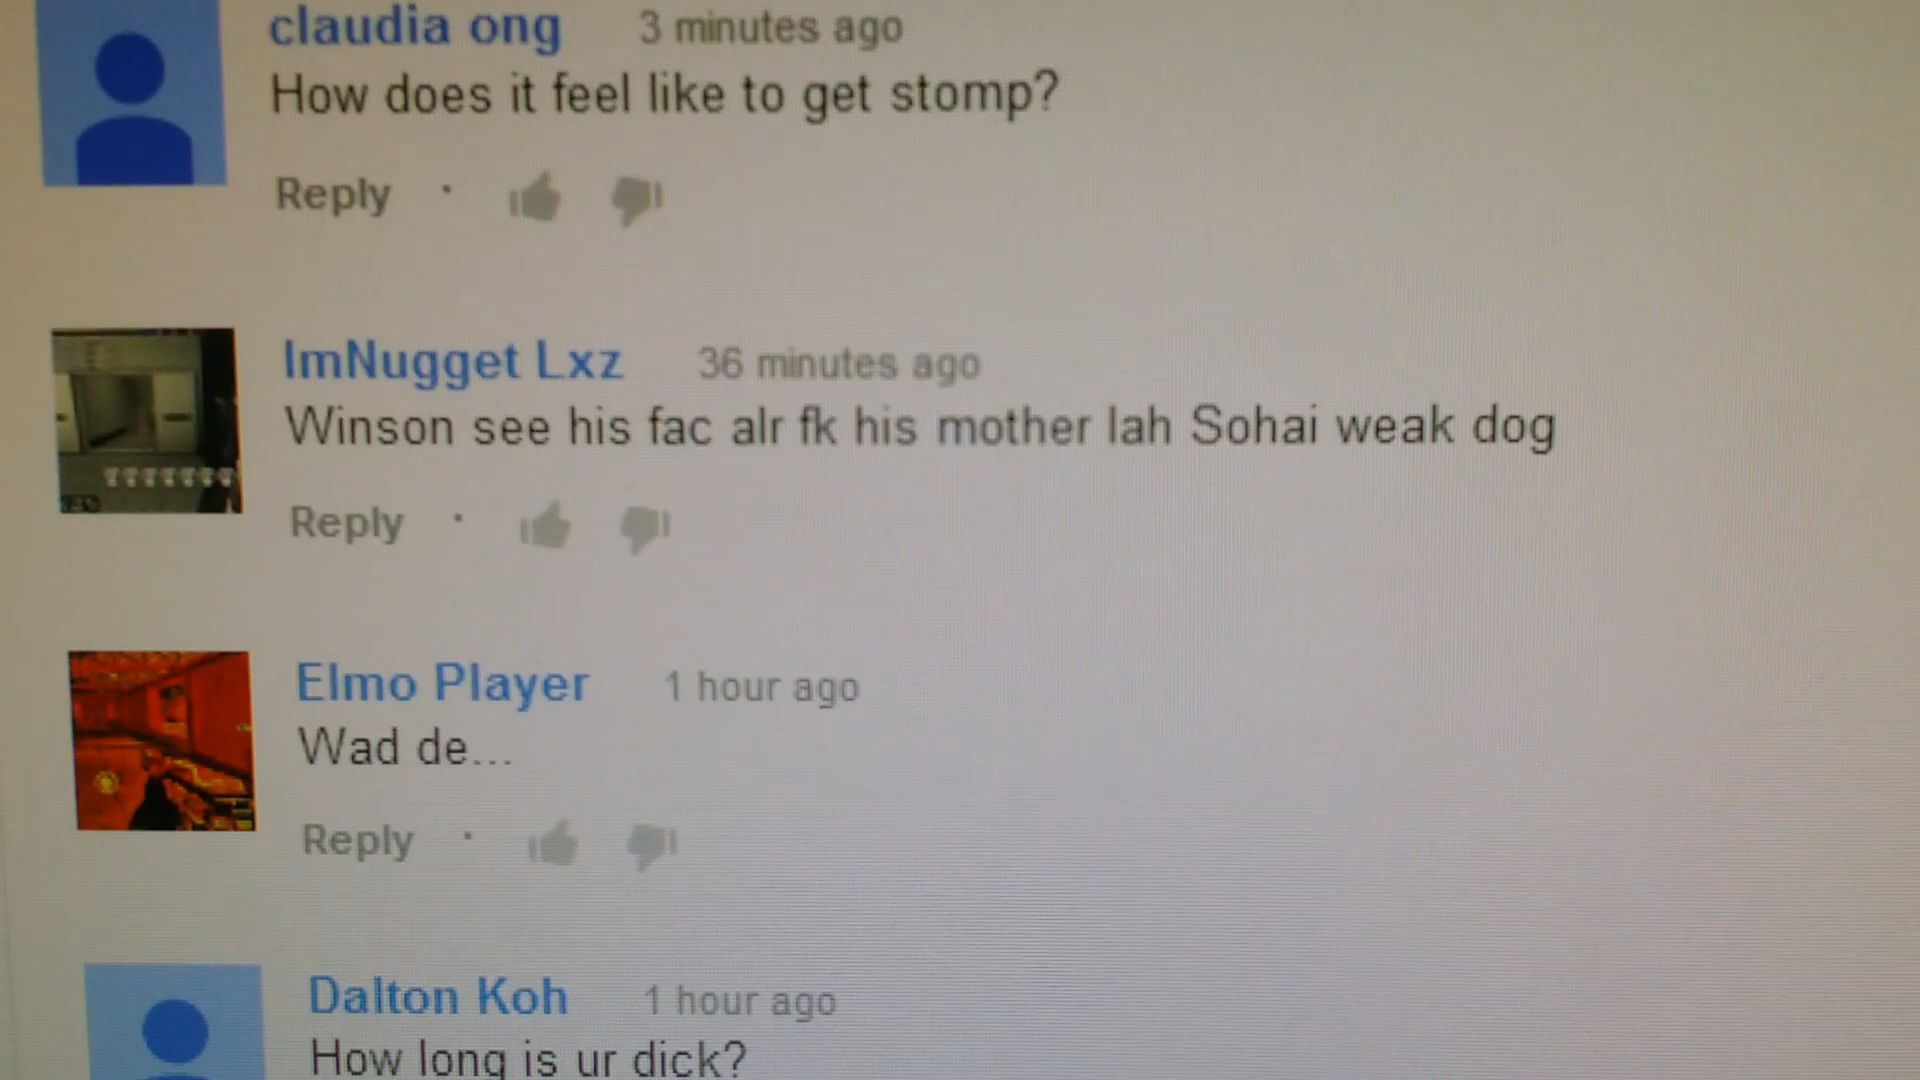 claudia ong 3 minutes ago
How does it feel like to get stomp?
Reply
ImNugget Lxz 36 minutes ago
Winson see his fac alr fk his mother lah Sohai weak dog
Reply
Elmo Player 1 hour ago
Wad de...
Reply
Dalton Koh 1 hour ago
How long is ur dick?